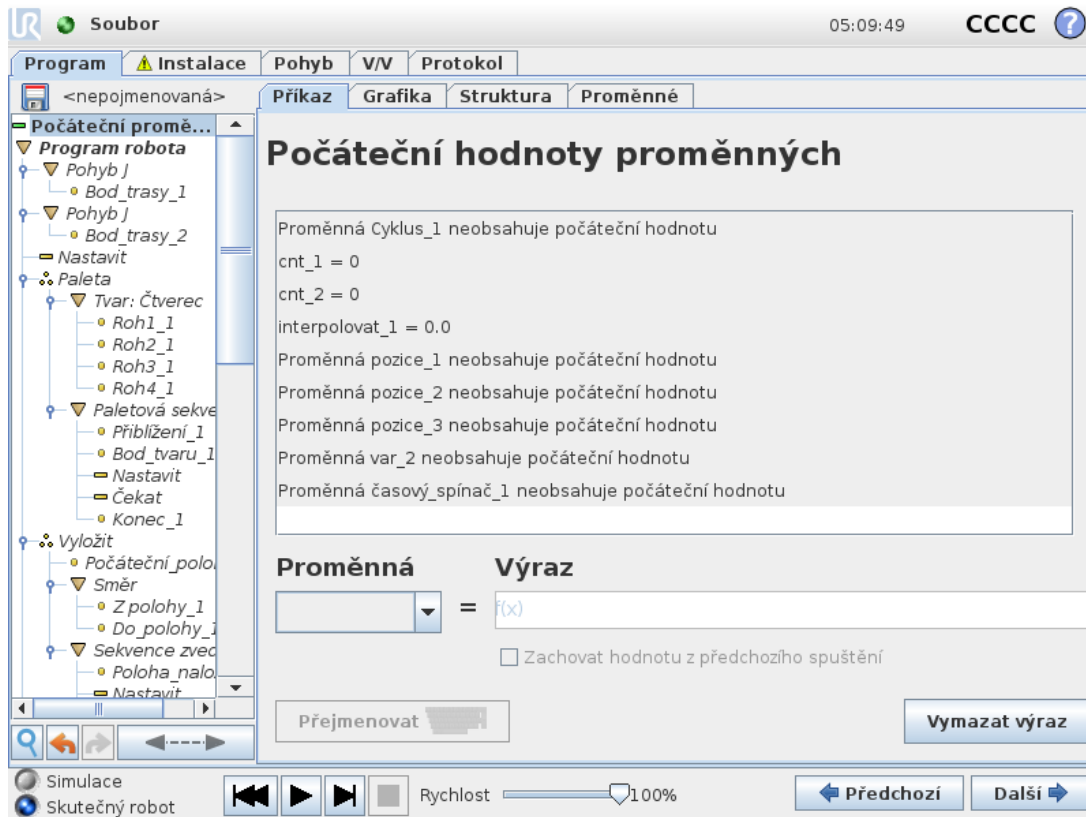 UR Soubor 05:09:49 CCCC ?
Program Instalace Pohyb V/V Protokol
<nepojmenovaná> Příkaz Grafika Struktura Proměnné
Počáteční promě...
Program robota
Pohyb J
Bod_trasy_1
Pohyb J
Bod_trasy_2
Nastavit
Paleta
Tvar: Čtverec
Roh1_1
Roh2_1
Roh3_1
Roh4_1
Paletová sekve
Přiblížení_1
Bod_tvaru_1
Nastavit
Čekat
Konec_1
Vyložit
Počáteční_polo
Směr
Z polohy_1
Do_polohy_1
Sekvence zved
Poloha_nalo
Nastavit
Počáteční hodnoty proměnných
Proměnná Cyklus_1 neobsahuje počáteční hodnotu
cnt_1 = 0
cnt_2 = 0
interpolovat_1 = 0.0
Proměnná pozice_1 neobsahuje počáteční hodnotu
Proměnná pozice_2 neobsahuje počáteční hodnotu
Proměnná pozice_3 neobsahuje počáteční hodnotu
Proměnná var_2 neobsahuje počáteční hodnotu
Proměnná časový_spínač_1 neobsahuje počáteční hodnotu
Proměnná Výraz
= f(x)
Zachovat hodnotu z předchozího spuštění
Přejmenovat Vymazat výraz
Simulace
Skutečný robot
Rychlost 100%
Předchozí Další